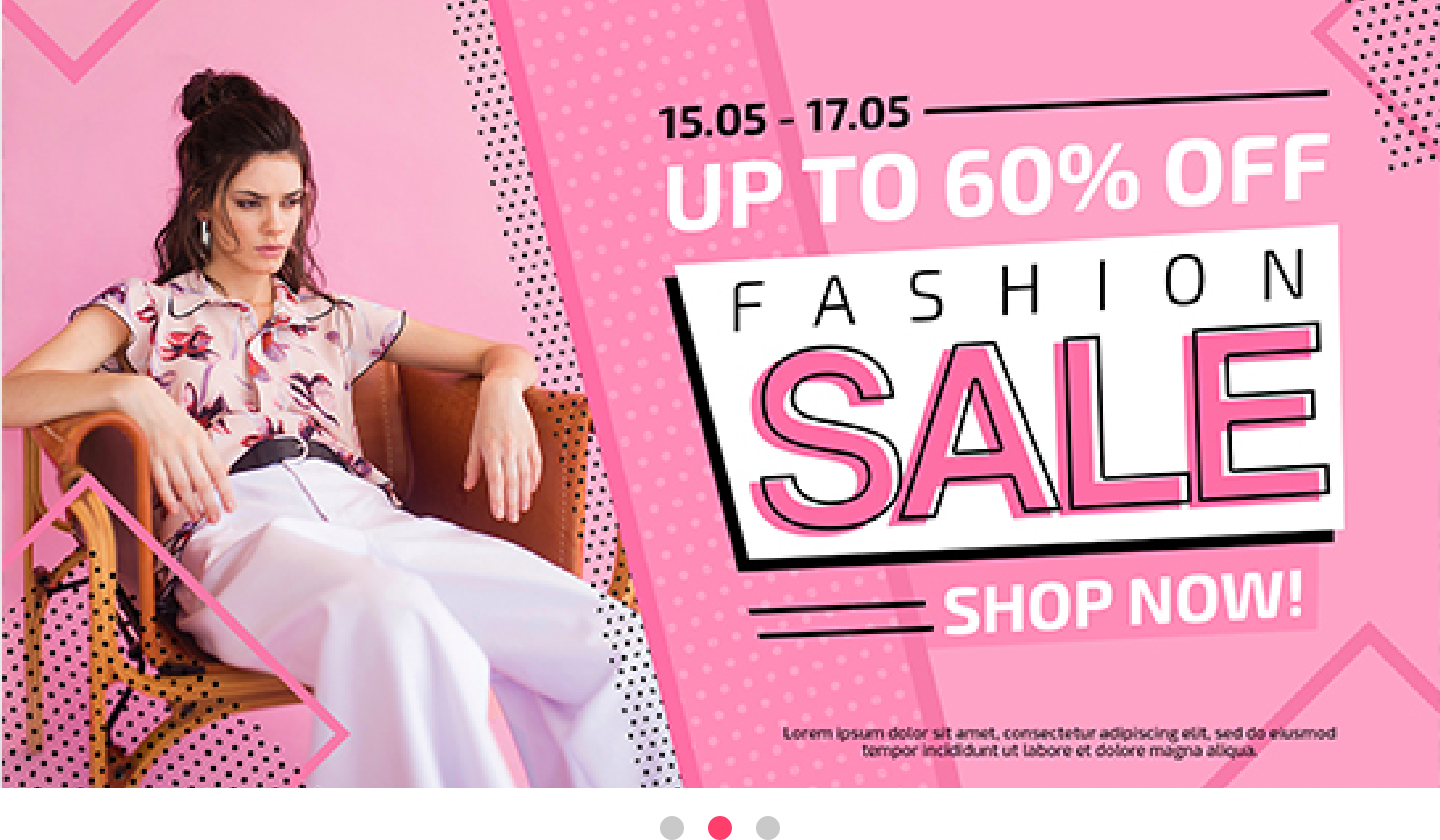 15.05 - 17.05
UP TO 60% OFF
FASHION
SALE
SHOP NOW!
Lorem ipsum dolor sit amet, consectetur adipiscing elit, sed do eiusmod
tempor incididunt ut labore et dolore magna aliqua.